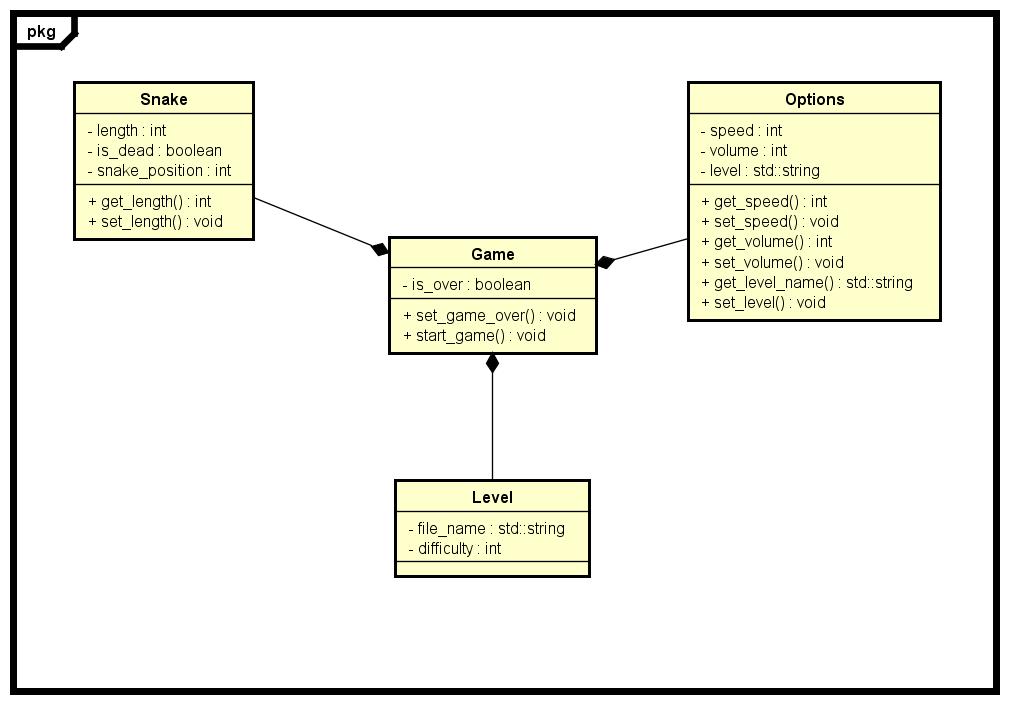 pkg
Snake
- length : int
- is_dead : boolean
- snake_position : int
+ get_length() : int
+ set_length() : void
Options
- speed : int
- volume : int
- level : std::string
+ get_speed() : int
+ set_speed() : void
+ get_volume() : int
+ set_volume() : void
+ get_level_name() : std::string
+ set_level() : void
Game
- is_over : boolean
+ set_game_over() : void
+ start_game() : void
Level
- file_name : std::string
- difficulty : int